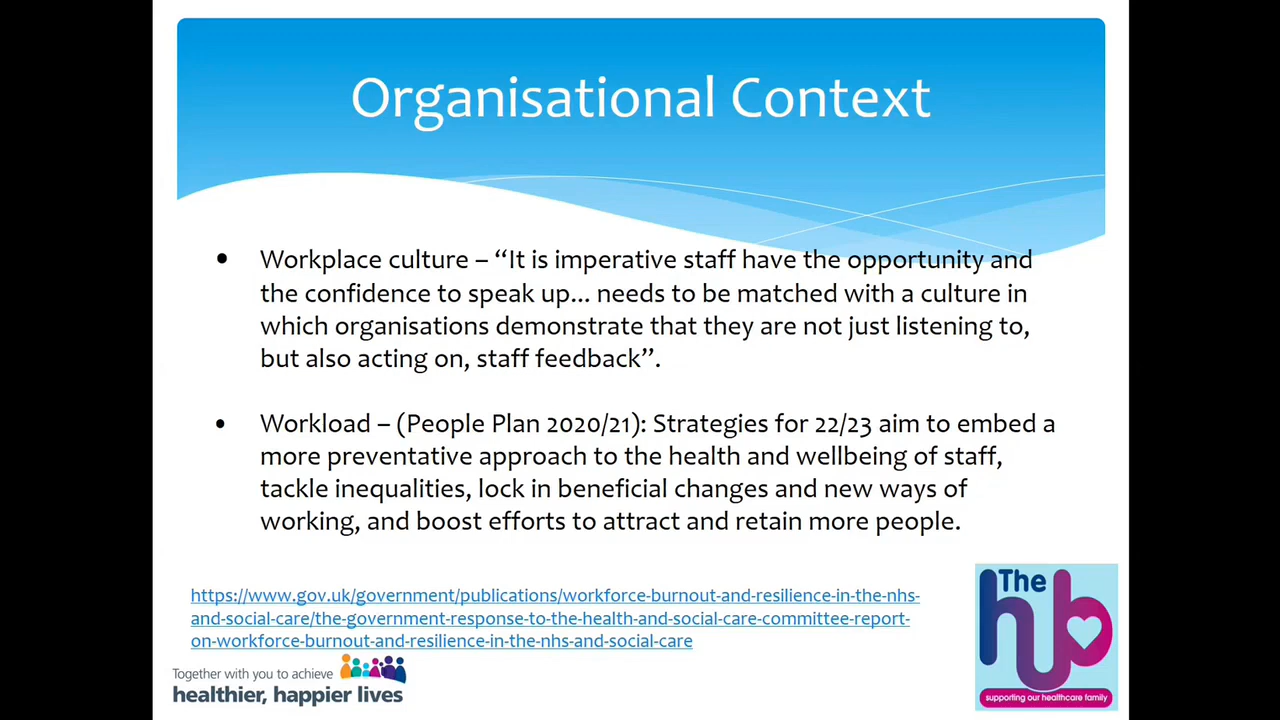 Organisational Context
• Workplace culture – “It is imperative staff have the opportunity and
the confidence to speak up... needs to be matched with a culture in
which organisations demonstrate that they are not just listening to,
but also acting on, staff feedback”.
• Workload – (People Plan 2020/21): Strategies for 22/23 aim to embed a
more preventative approach to the health and wellbeing of staff,
tackle inequalities, lock in beneficial changes and new ways of
working, and boost efforts to attract and retain more people.
https://www.gov.uk/government/publications/workforce-burnout-and-resilience-in-the-nhs-
and-social-care/the-government-response-to-the-health-and-social-care-committee-report-
on-workforce-burnout-and-resilience-in-the-nhs-and-social-care
Together with you to achieve
healthier, happier lives
The
hub
supporting our healthcare family